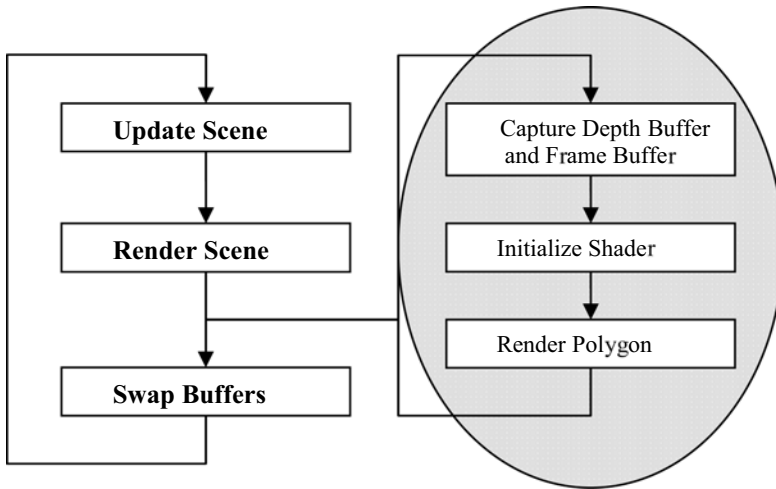 Update Scene
Render Scene
Swap Buffers
Capture Depth Buffer
and Frame Buffer
Initialize Shader
Render Polygon